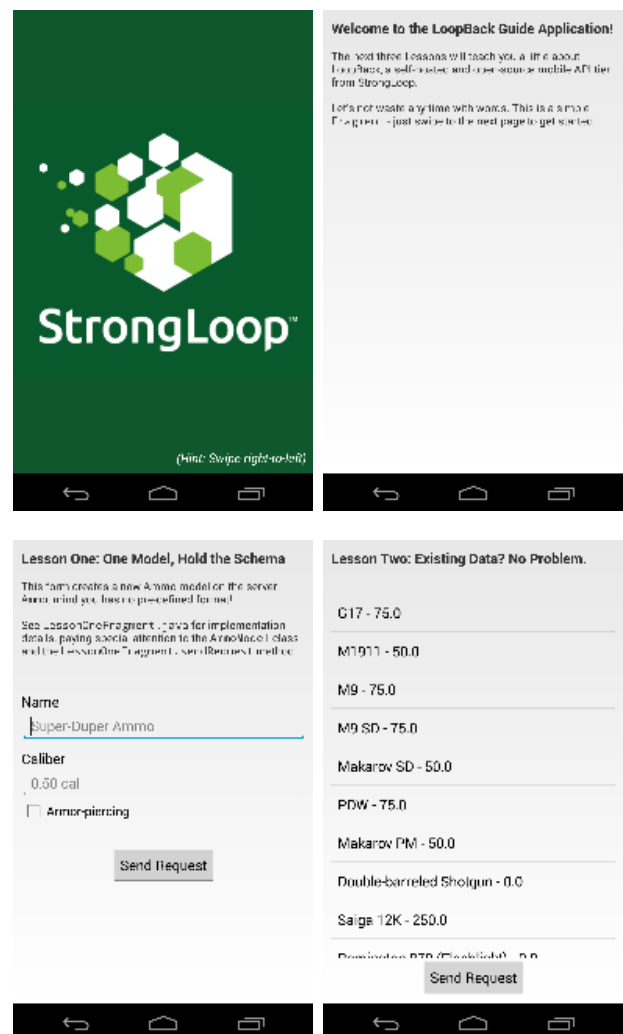 StrongLoop™
(Hint: Swipe right-to-left)
Welcome to the LoopBack Guide Application!
The next three Lessons will teach you a little about
LoopBack, a self-hosted and open-source mobile API tier
from StrongLoop.
Let's not waste any time with words. This is a simple
Fragment - just swipe to the next page to get started
Lesson One: One Model, Hold the Schema
This form creates a new Ammo model on the server
Ammo, mind you, has no pre-defined format!
See LessonOneFragment.java for implementation
details, paying special attention to the AmmoModel class
and the LessonOneFragment.sendRequest method
Name
Super-Duper Ammo
Caliber
0.50 cal
Armor-piercing
Send Request
Lesson Two: Existing Data? No Problem.
G17 - 75.0
M1911 - 50.0
M9 - 75.0
M9 SD - 75.0
Makarov SD - 50.0
PDW - 75.0
Makarov PM - 50.0
Double-barreled Shotgun - 0.0
Saiga 12K - 250.0
Remington 870 (Flashlight) - 0.0
Send Request